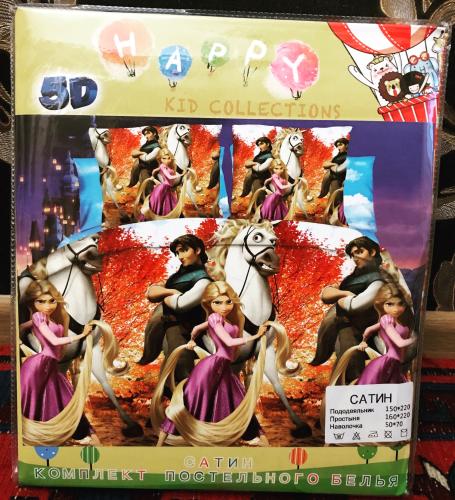 HAPPY
5D
KID COLLECTIONS
САТИН
Пододеяльник 150*220
Простыня 160*220
Наволочка 50*70
САТИН
КОМПЛЕКТ ПОСТЕЛЬНОГО БЕЛЬЯ